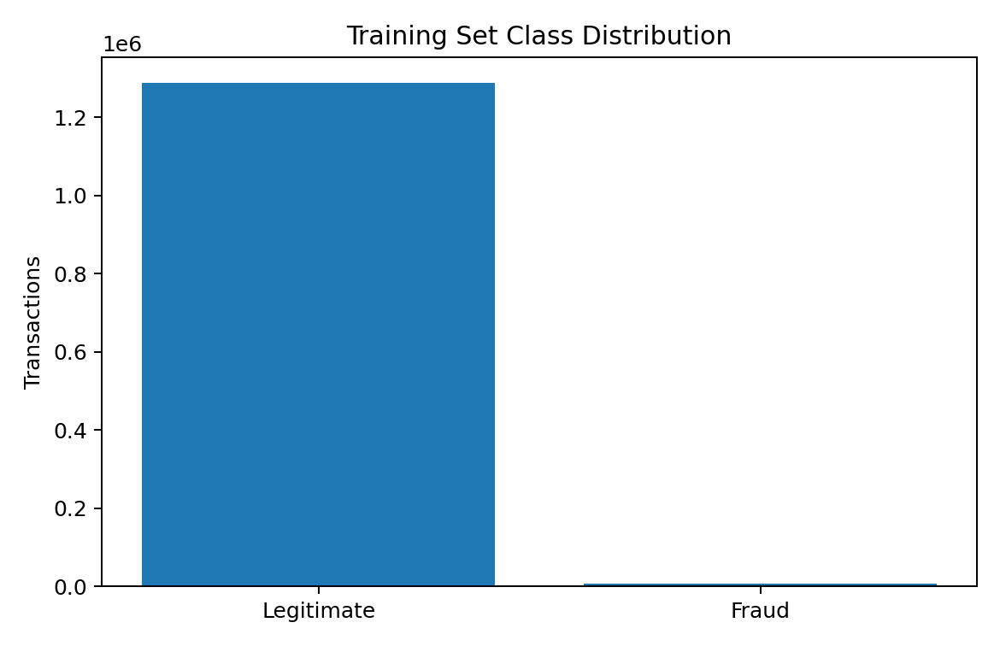 Training Set Class Distribution
1e6
1.2
1.0
0.8
0.6
0.4
0.2
0.0
Transactions
Legitimate
Fraud